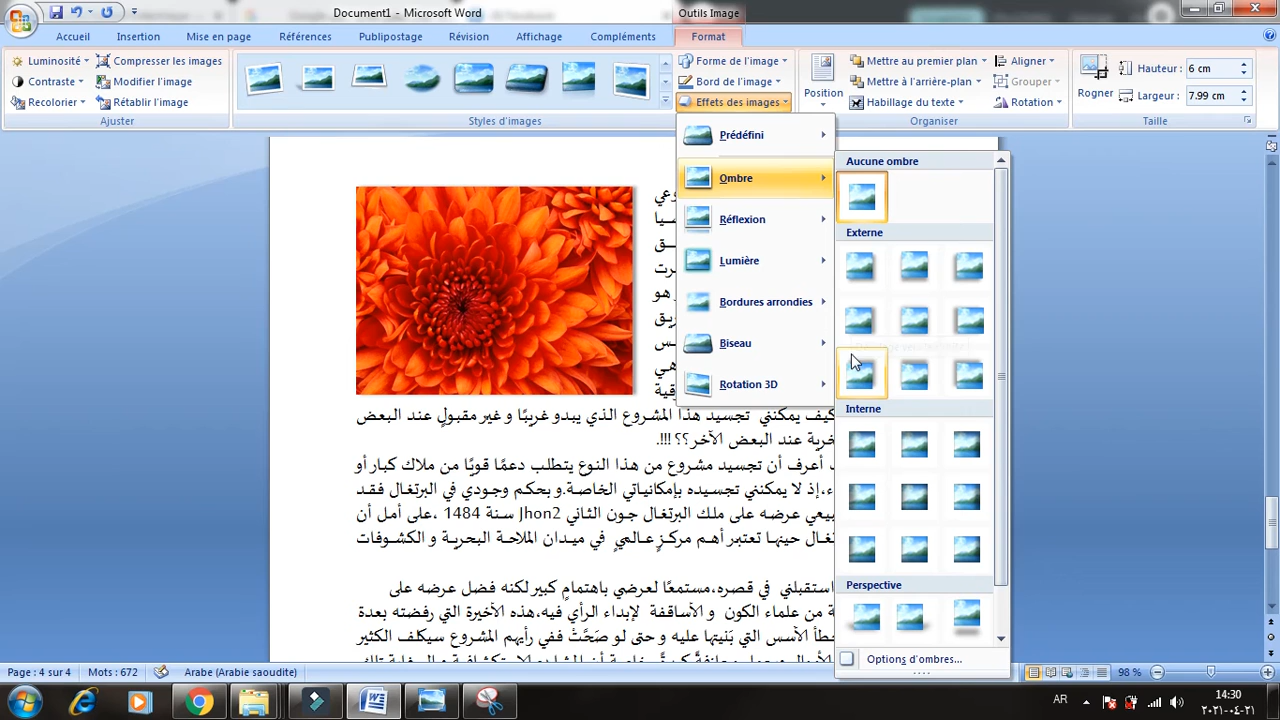 Document1 - Microsoft Word
Outils Image
Accueil
Insertion
Mise en page
Références
Publipostage
Révision
Affichage
Compléments
Format
Luminosité
Compresser les images
Contraste
Modifier l'image
Recolorier
Rétablir l'image
Ajuster
Styles d'images
Forme de l'image
Bord de l'image
Effets des images
Position
Mettre au premier plan
Mettre à l'arrière-plan
Habillage du texte
Aligner
Grouper
Rotation
Organiser
Rogner
Hauteur :
6 cm
Largeur :
7.99 cm
Taille
Prédéfini
Ombre
Réflexion
Lumière
Bordures arrondies
Biseau
Rotation 3D
Aucune ombre
Externe
Interne
Perspective
Options d'ombres...
كيف يمكنني تجسيد هذا المشروع الذي يبدو غريبًا و غير مقبولٍ عند البعض
عند البعض الآخر؟؟ !!!.
أعرف أن تجسيد مشروع من هذا النوع يتطلب دعمًا قويًا من ملاك كبار أو
،إذ لا يمكنني تجسيده بإمكانياتي الخاصة.و بحكم وجودي في البرتغال فقد
عرضه على ملك البرتغال جون الثاني Jhon2 سنة 1484 ،على أمل أن
حينها تعتبر أهم مركزٍ عالميٍ في ميدان الملاحة البحرية و الكشوفات
استقبلني في قصره،مستمعًا لعرضي باهتمامٍ كبير لكنه فضل عرضه على
من علماء الكون و الأساقفة لإبداء الرأي فيه،هذه الأخيرة التي رفضته بعدة
الأسس التي بَنيتها عليه و حتى لو صَحَّتْ ففي رأيهم المشروع سيكلف الكثير
Page : 4 sur 4
Mots : 672
Arabe (Arabie saoudite)
98 %
AR
14:30
٢٠٢١-٠٤-٢١